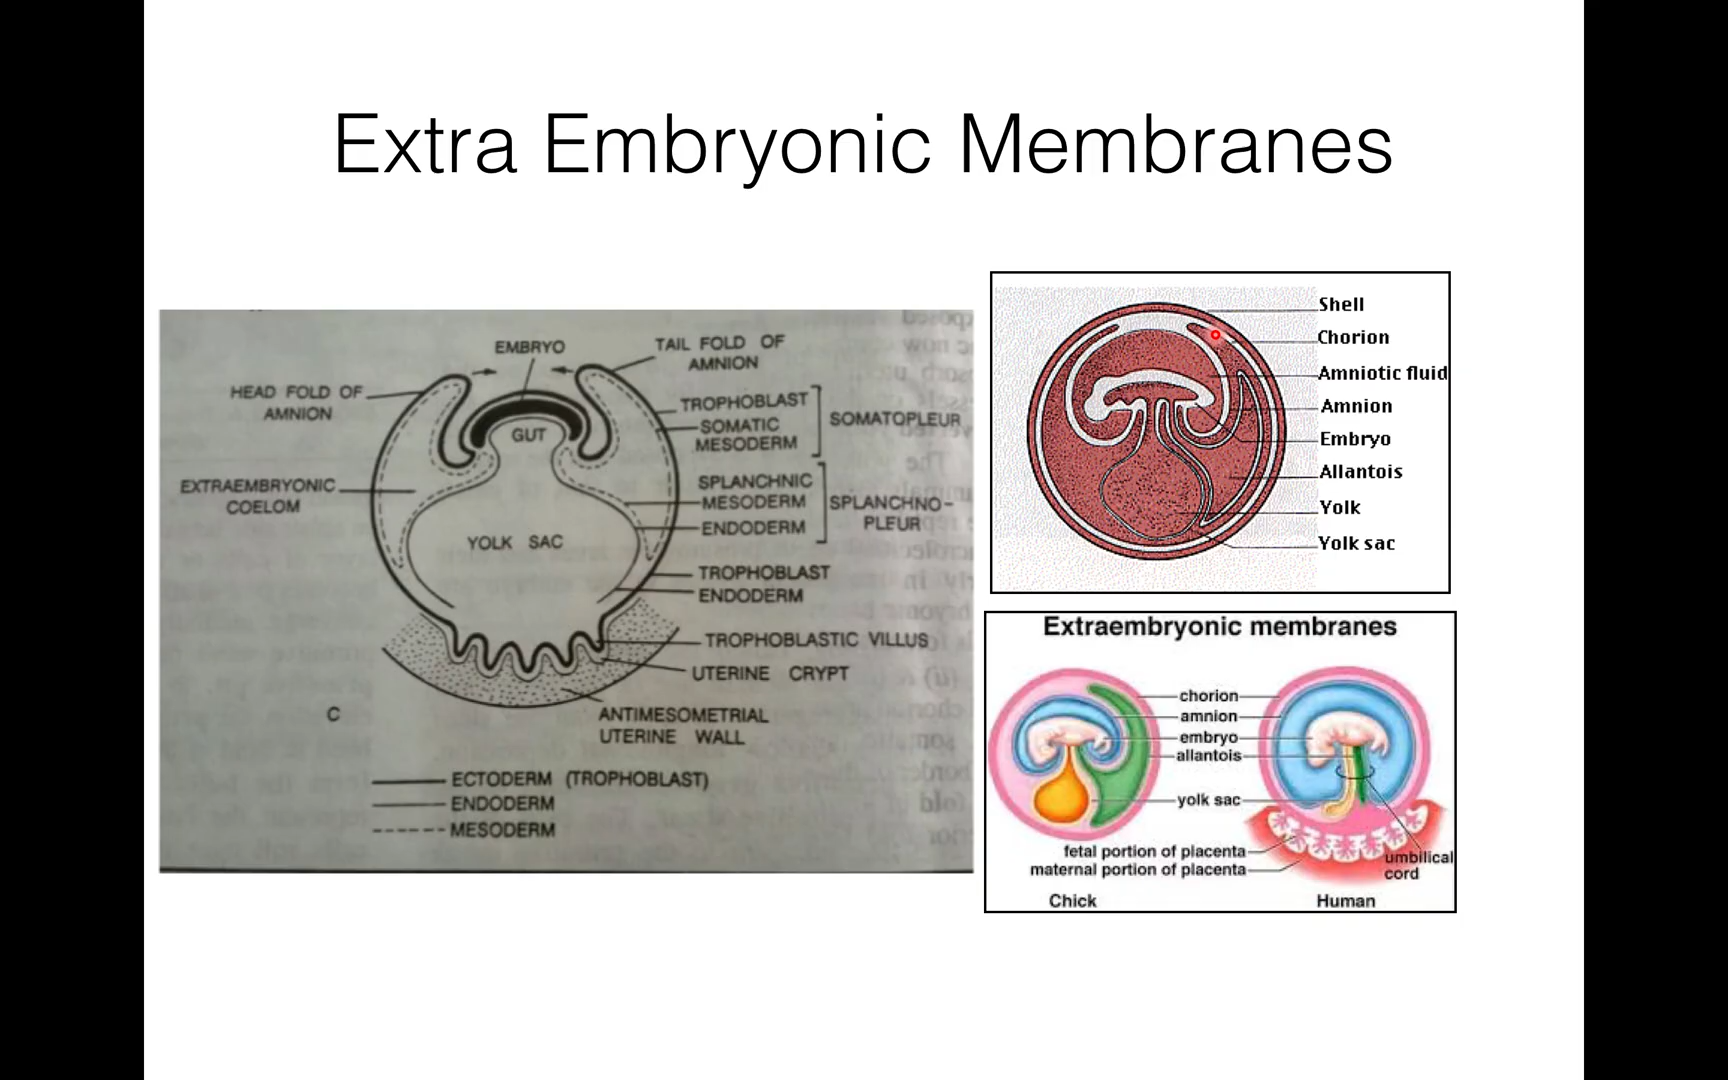 Extra Embryonic Membranes
EMBRYO
TAIL FOLD OF
AMNION
HEAD FOLD OF
AMNION
TROPHOBLAST
SOMATIC
MESODERM
SOMATOPLEUR
GUT
EXTRAEMBRYONIC
COELOM
SPLANCHNIC
MESODERM
ENDODERM
SPLANCHNO-
PLEUR
YOLK SAC
TROPHOBLAST
ENDODERM
TROPHOBLASTIC VILLUS
UTERINE CRYPT
C
ANTIMESOMETRIAL
UTERINE WALL
ECTODERM (TROPHOBLAST)
ENDODERM
MESODERM
Shell
Chorion
Amniotic fluid
Amnion
Embryo
Allantois
Yolk
Yolk sac
Extraembryonic membranes
chorion
amnion
embryo
allantois
yolk sac
fetal portion of placenta
maternal portion of placenta
umbilical
cord
Chick
Human